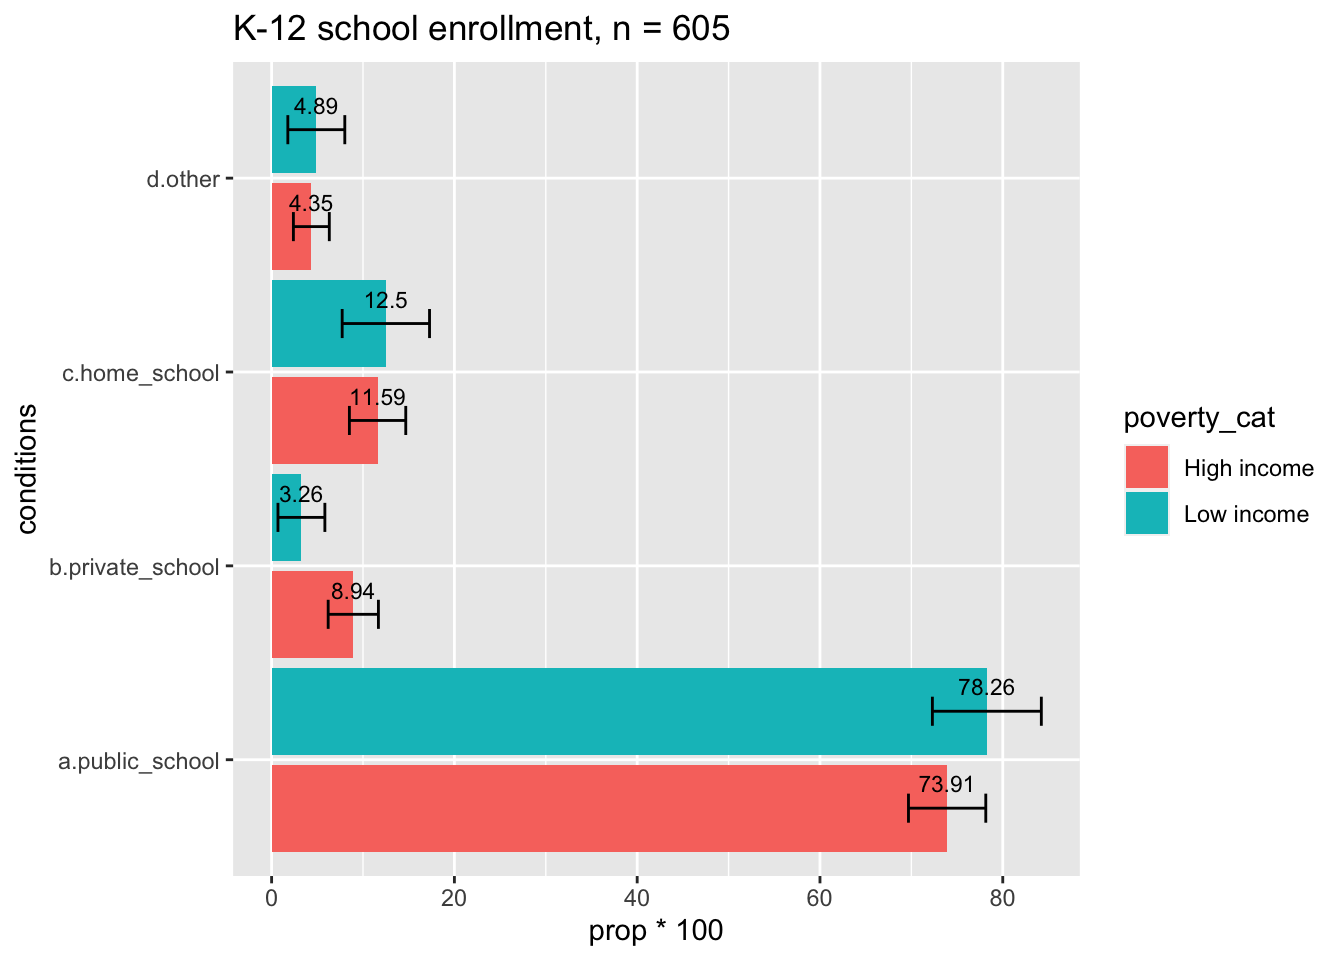 K-12 school enrollment, n = 605
conditions
d.other
c.home_school
b.private_school
a.public_school
4.89
4.35
12.5
11.59
3.26
8.94
78.26
73.91
0 20 40 60 80
prop * 100
poverty_cat
High income
Low income